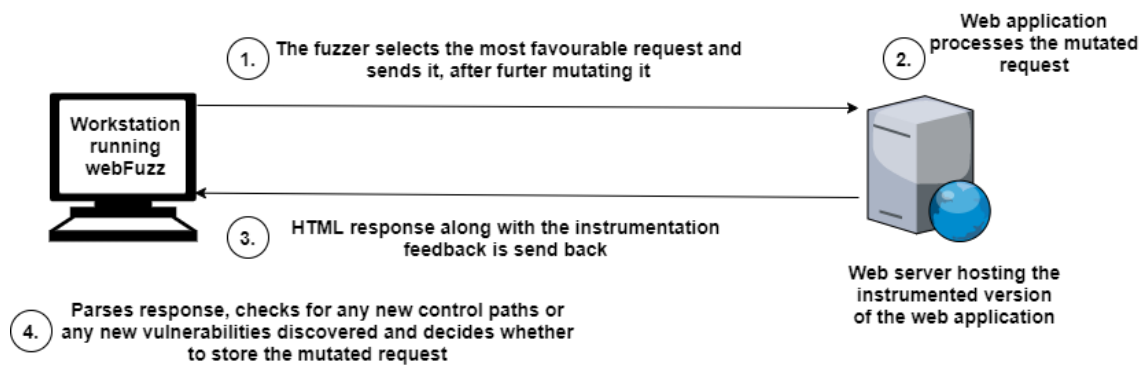 1.
The fuzzer selects the most favourable request and
sends it, after furter mutating it
2.
Web application
processes the mutated
request
Workstation
running
webFuzz
3.
HTML response along with the instrumentation
feedback is send back
Web server hosting the
instrumented version
of the web application
4.
Parses response, checks for any new control paths or
any new vulnerabilities discovered and decides whether
to store the mutated request